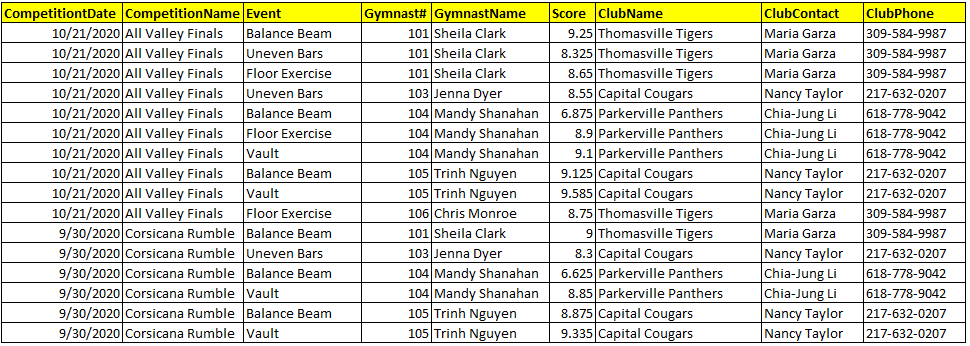 CompetitiontDate CompetitionName Event Gymnast# GymnastName Score ClubName ClubContact ClubPhone
10/21/2020 All Valley Finals Balance Beam 101 Sheila Clark 9.25 Thomasville Tigers Maria Garza 309-584-9987
10/21/2020 All Valley Finals Uneven Bars 101 Sheila Clark 8.325 Thomasville Tigers Maria Garza 309-584-9987
10/21/2020 All Valley Finals Floor Exercise 101 Sheila Clark 8.65 Thomasville Tigers Maria Garza 309-584-9987
10/21/2020 All Valley Finals Uneven Bars 103 Jenna Dyer 8.55 Capital Cougars Nancy Taylor 217-632-0207
10/21/2020 All Valley Finals Balance Beam 104 Mandy Shanahan 6.875 Parkerville Panthers Chia-Jung Li 618-778-9042
10/21/2020 All Valley Finals Floor Exercise 104 Mandy Shanahan 8.9 Parkerville Panthers Chia-Jung Li 618-778-9042
10/21/2020 All Valley Finals Vault 104 Mandy Shanahan 9.1 Parkerville Panthers Chia-Jung Li 618-778-9042
10/21/2020 All Valley Finals Balance Beam 105 Trinh Nguyen 9.125 Capital Cougars Nancy Taylor 217-632-0207
10/21/2020 All Valley Finals Vault 105 Trinh Nguyen 9.585 Capital Cougars Nancy Taylor 217-632-0207
10/21/2020 All Valley Finals Floor Exercise 106 Chris Monroe 8.75 Thomasville Tigers Maria Garza 309-584-9987
9/30/2020 Corsicana Rumble Balance Beam 101 Sheila Clark 9 Thomasville Tigers Maria Garza 309-584-9987
9/30/2020 Corsicana Rumble Uneven Bars 103 Jenna Dyer 8.3 Capital Cougars Nancy Taylor 217-632-0207
9/30/2020 Corsicana Rumble Balance Beam 104 Mandy Shanahan 6.625 Parkerville Panthers Chia-Jung Li 618-778-9042
9/30/2020 Corsicana Rumble Vault 104 Mandy Shanahan 8.85 Parkerville Panthers Chia-Jung Li 618-778-9042
9/30/2020 Corsicana Rumble Balance Beam 105 Trinh Nguyen 8.875 Capital Cougars Nancy Taylor 217-632-0207
9/30/2020 Corsicana Rumble Vault 105 Trinh Nguyen 9.335 Capital Cougars Nancy Taylor 217-632-0207